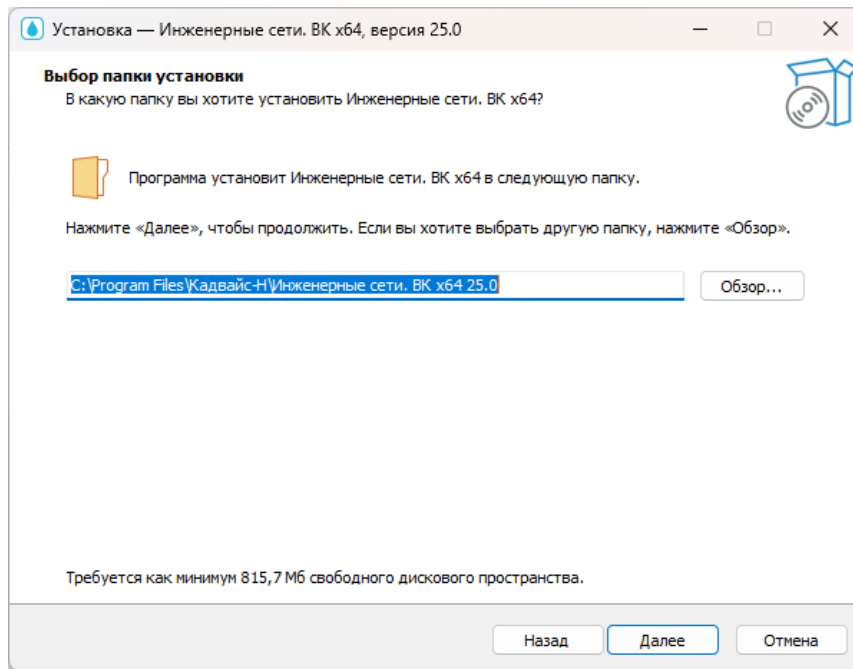 Установка — Инженерные сети. ВК x64, версия 25.0
Выбор папки установки
В какую папку вы хотите установить Инженерные сети. ВК x64?
Программа установит Инженерные сети. ВК x64 в следующую папку.
Нажмите «Далее», чтобы продолжить. Если вы хотите выбрать другую папку, нажмите «Обзор».
C:\Program Files\Кадвайс-Н\Инженерные сети. ВК x64 25.0
Обзор...
Требуется как минимум 815,7 Мб свободного дискового пространства.
Назад
Далее
Отмена